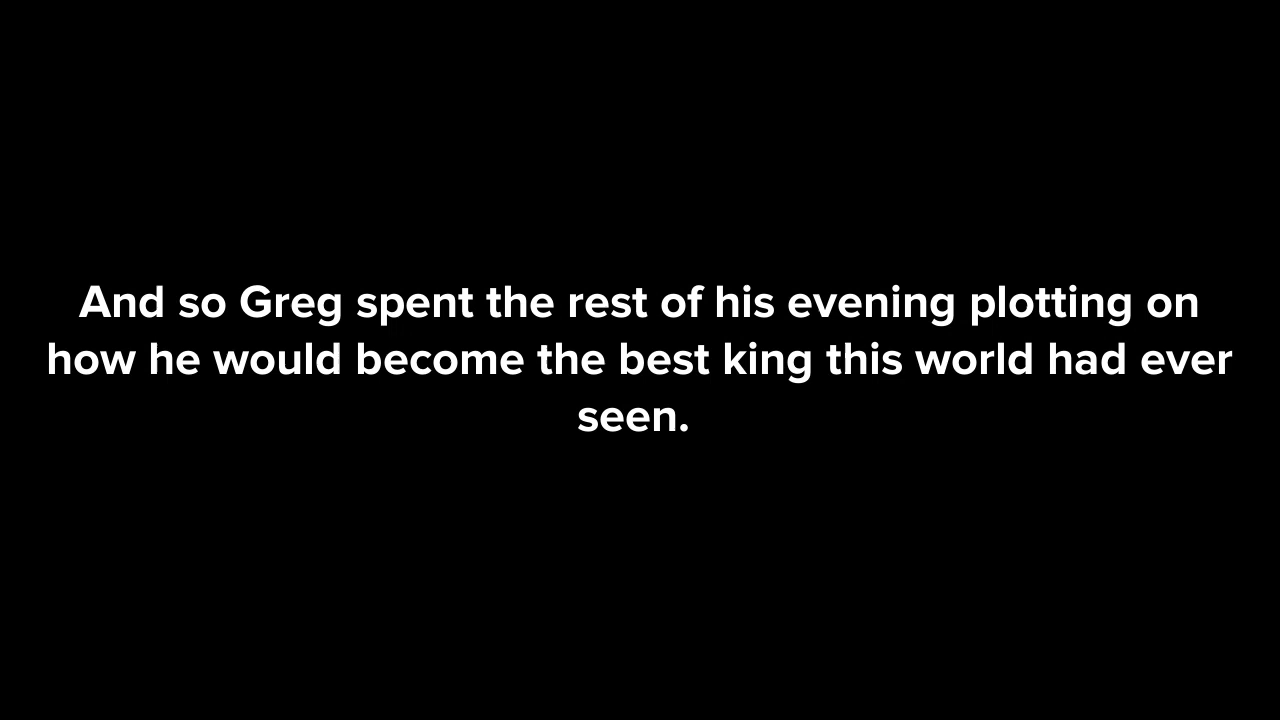 And so Greg spent the rest of his evening plotting on
how he would become the best king this world had ever
seen.